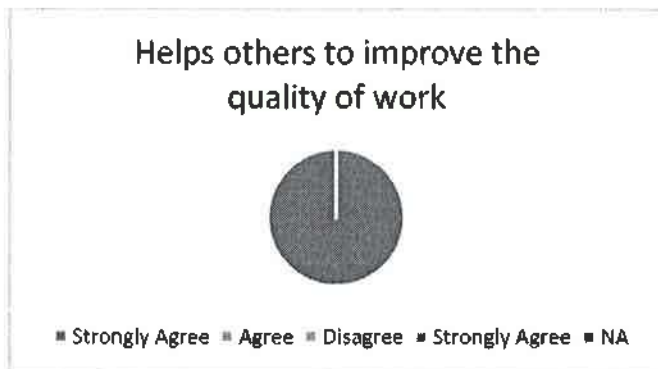 Helps others to improve the
quality of work
Strongly Agree Agree Disagree Strongly Agree NA